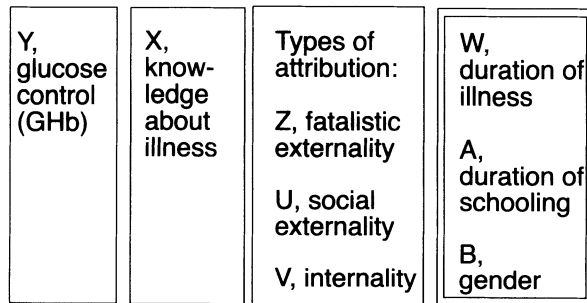 Y,
glucose
control
(GHb)
X,
know-
ledge
about
illness
Types of
attribution:
Z, fatalistic
externality
U, social
externality
V, internality
W,
duration of
illness
A,
duration of
schooling
B,
gender